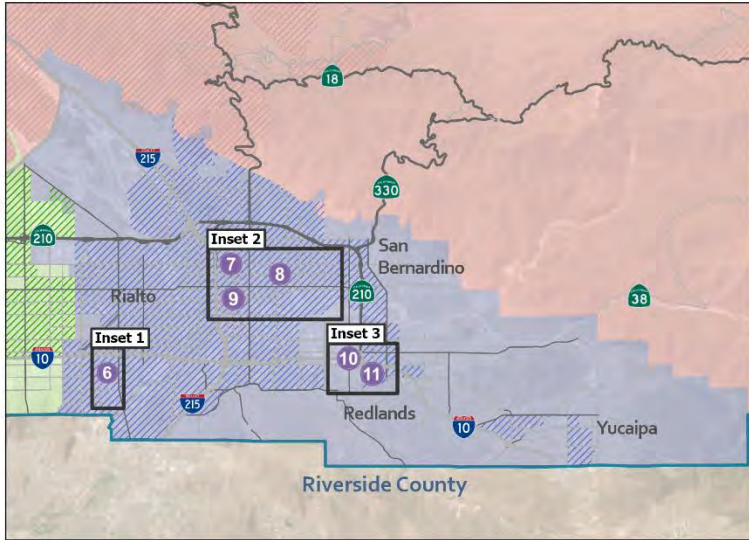 18
215
330
210
Inset 2
San
Bernardino
7
8
210
Rialto
9
38
Inset 1
Inset 3
10
10
6
11
215
Redlands
10
Yucaipa
Riverside County